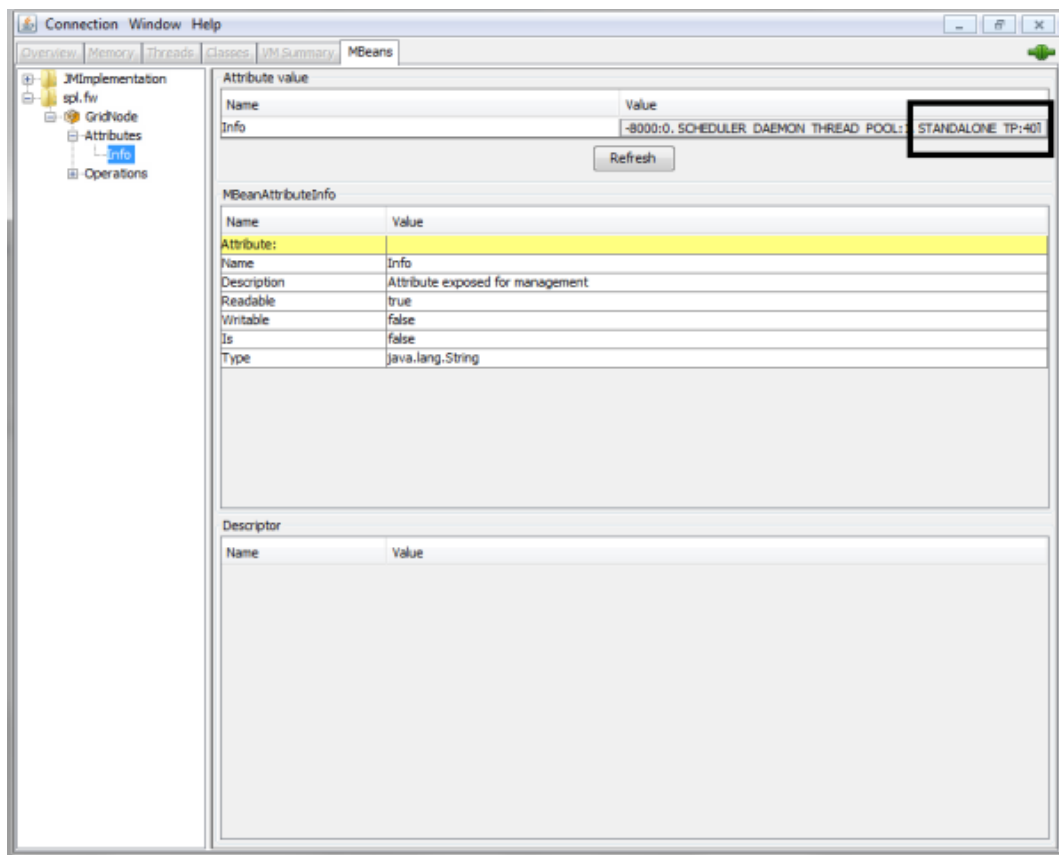 Connection Window Help
Overview Memory Threads Classes VM Summary MBeans
JMImplementation
spl.fw
GridNode
Attributes
Info
Operations
Attribute value
Name Value
Info -8000:0. SCHEDULER DAEMON THREAD POOL: STANDALONE TP:40
Refresh
MBeanAttributeInfo
Name Value
Attribute:
Name Info
Description Attribute exposed for management
Readable true
Writable false
Is false
Type java.lang.String
Descriptor
Name Value